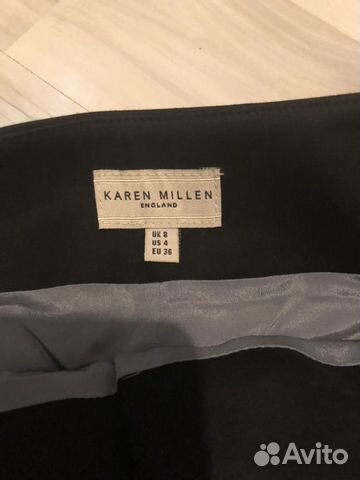 KAREN MILLEN
ENGLAND
UK 8
US 4
EU 36
Avito